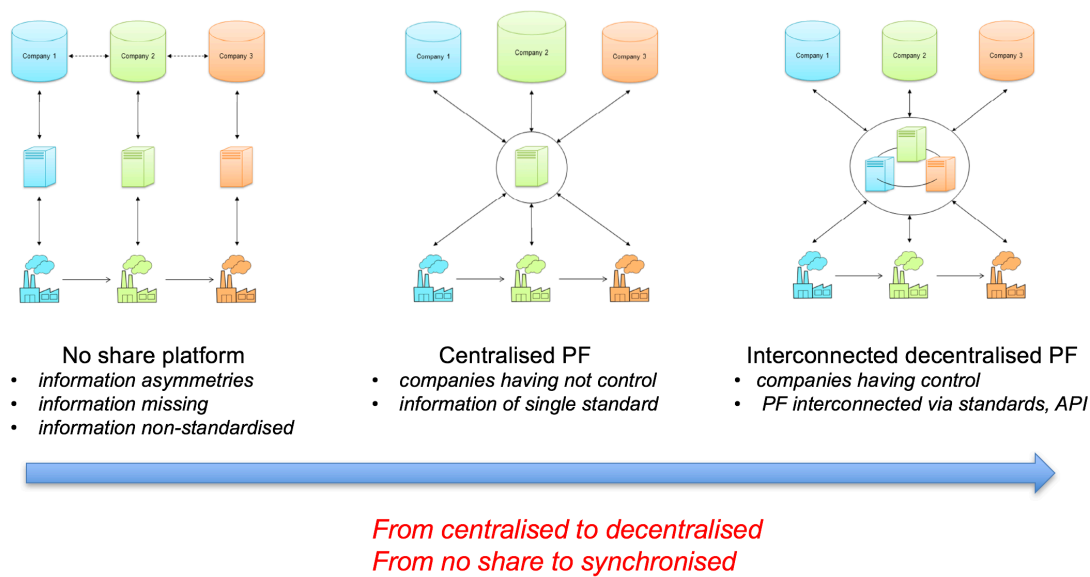 Company 1
Company 2
Company 3
Company 1
Company 2
Company 3
Company 1
Company 2
Company 3
No share platform
• information asymmetries
• information missing
• information non-standardised
Centralised PF
• companies having not control
• information of single standard
Interconnected decentralised PF
• companies having control
• PF interconnected via standards, API
From centralised to decentralised
From no share to synchronised